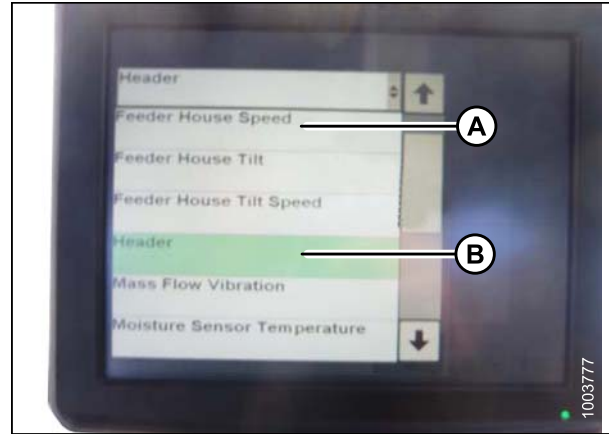 Header
Feeder House Speed
A
Feeder House Tilt
Feeder House Tilt Speed
Header
B
Mass Flow Vibration
Moisture Sensor Temperature
1003777